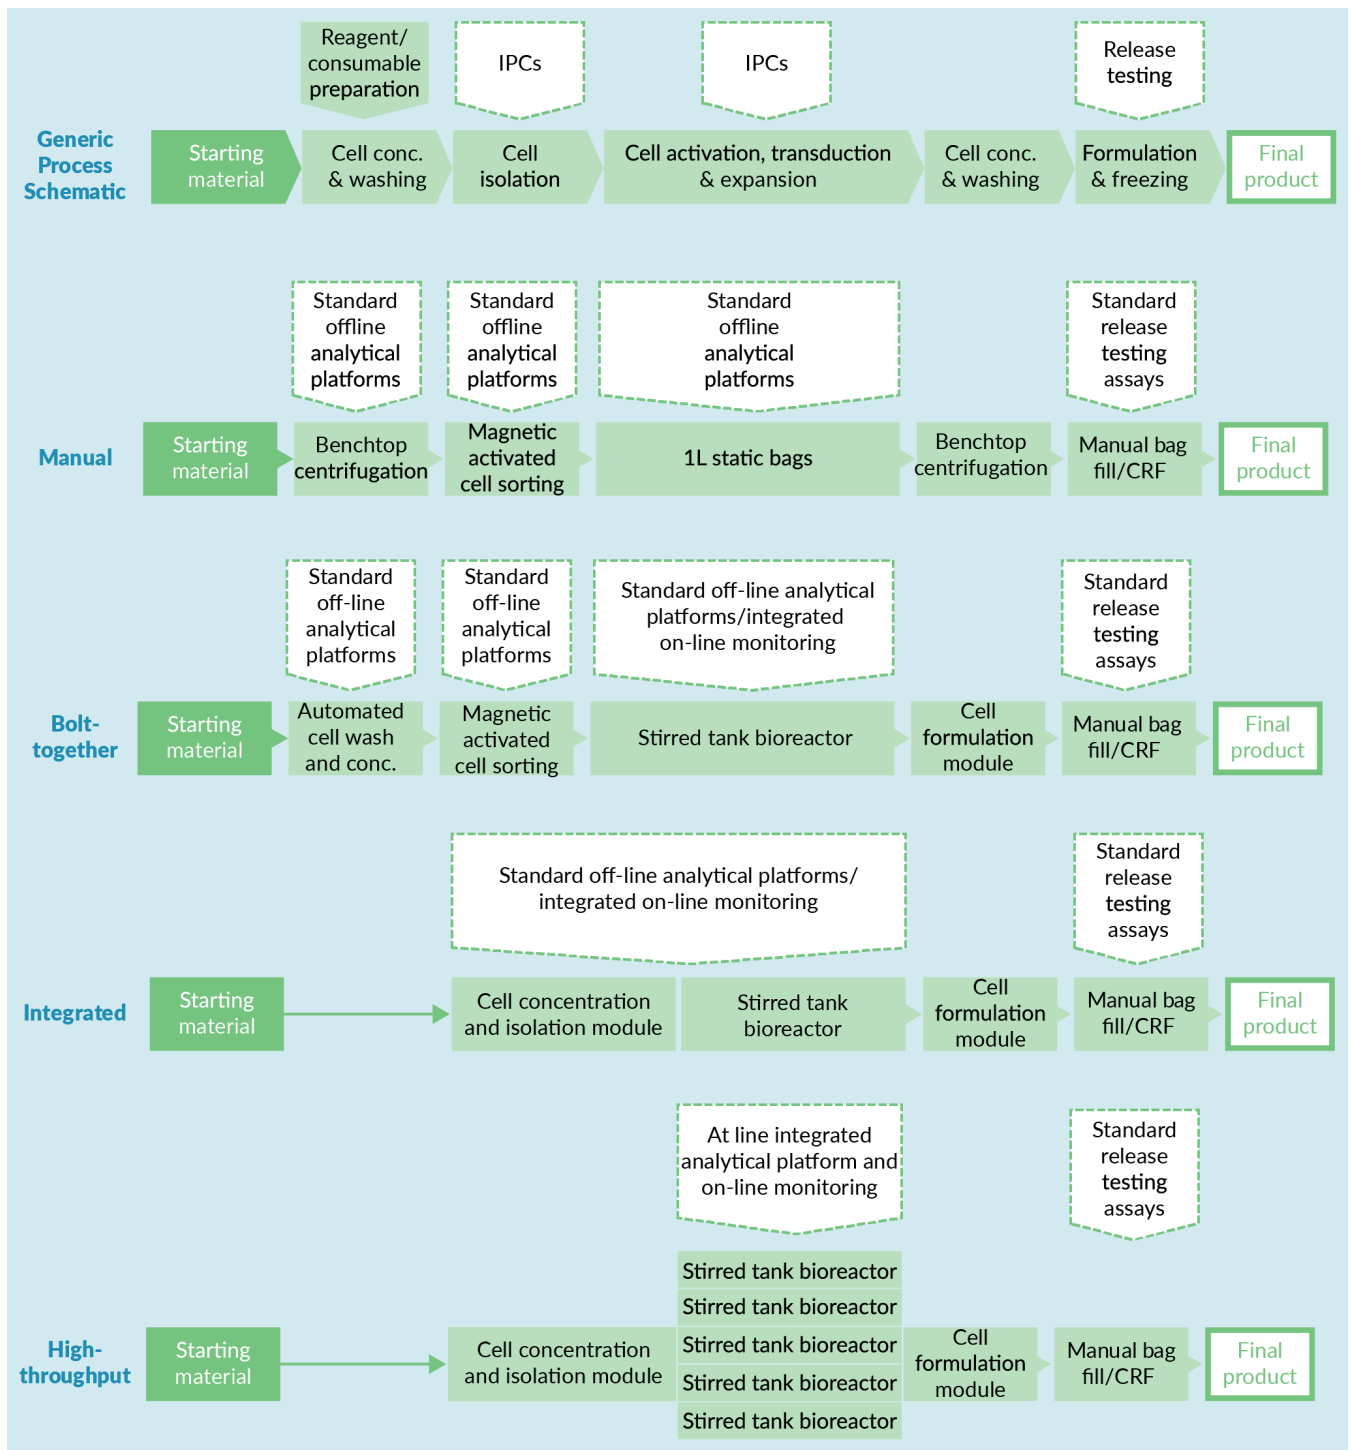 Reagent/
consumable
preparation
IPCs
IPCs
Release
testing
Generic
Process
Schematic
Starting
material
Cell conc.
& washing
Cell
isolation
Cell activation, transduction
& expansion
Cell conc.
& washing
Formulation
& freezing
Final
product
Standard
offline
analytical
platforms
Standard
offline
analytical
platforms
Standard
offline
analytical
platforms
Standard
release
testing
assays
Manual
Starting
material
Benchtop
centrifugation
Magnetic
activated
cell sorting
1L static bags
Benchtop
centrifugation
Manual bag
fill/CRF
Final
product
Standard
off-line
analytical
platforms
Standard
off-line
analytical
platforms
Standard off-line analytical
platforms/integrated
on-line monitoring
Standard
release
testing
assays
Bolt-
together
Starting
material
Automated
cell wash
and conc.
Magnetic
activated
cell sorting
Stirred tank bioreactor
Cell
formulation
module
Manual bag
fill/CRF
Final
product
Standard off-line analytical platforms/
integrated on-line monitoring
Standard
release
testing
assays
Integrated
Starting
material
Cell concentration
and isolation module
Stirred tank
bioreactor
Cell
formulation
module
Manual bag
fill/CRF
Final
product
At line integrated
analytical platform and
on-line monitoring
Standard
release
testing
assays
High-
throughput
Starting
material
Cell concentration
and isolation module
Stirred tank bioreactor
Stirred tank bioreactor
Stirred tank bioreactor
Stirred tank bioreactor
Stirred tank bioreactor
Cell
formulation
module
Manual bag
fill/CRF
Final
product